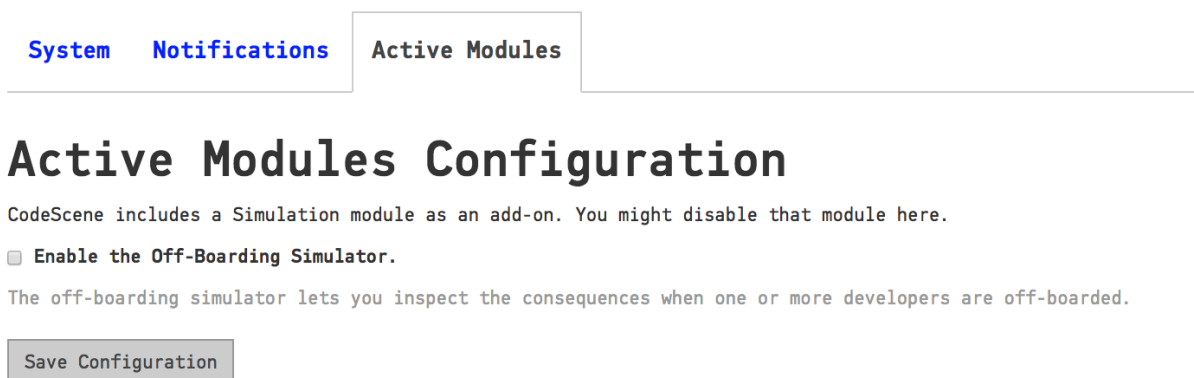 System Notifications Active Modules
Active Modules Configuration
CodeScene includes a Simulation module as an add-on. You might disable that module here.
Enable the Off-Boarding Simulator.
The off-boarding simulator lets you inspect the consequences when one or more developers are off-boarded.
Save Configuration